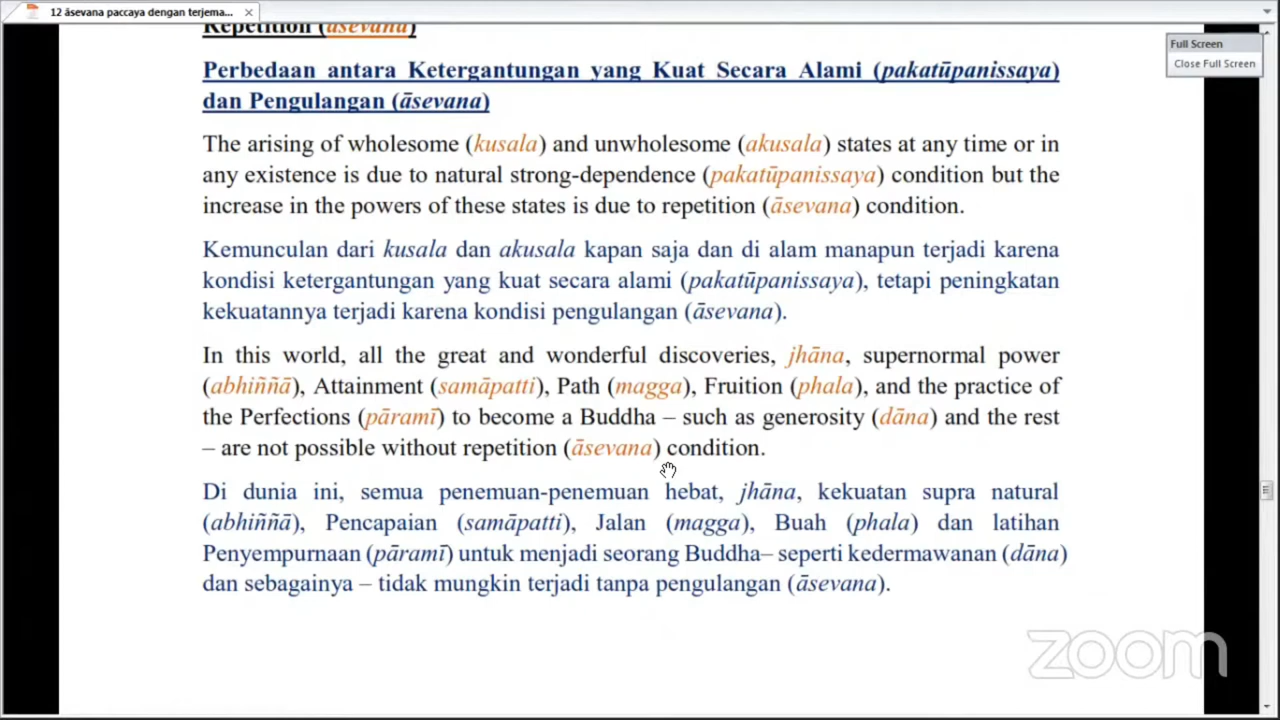 12 āsevana paccaya dengan terjema...
Full Screen
Close Full Screen
Repetition (āsevana)
Perbedaan antara Ketergantungan yang Kuat Secara Alami (pakatūpanissaya)
dan Pengulangan (āsevana)
The arising of wholesome (kusala) and unwholesome (akusala) states at any time or in
any existence is due to natural strong-dependence (pakatūpanissaya) condition but the
increase in the powers of these states is due to repetition (āsevana) condition.
Kemunculan dari kusala dan akusala kapan saja dan di alam manapun terjadi karena
kondisi ketergantungan yang kuat secara alami (pakatūpanissaya), tetapi peningkatan
kekuatannya terjadi karena kondisi pengulangan (āsevana).
In this world, all the great and wonderful discoveries, jhāna, supernormal power
(abhiññā), Attainment (samāpatti), Path (magga), Fruition (phala), and the practice of
the Perfections (pāramī) to become a Buddha – such as generosity (dāna) and the rest
– are not possible without repetition (āsevana) condition.
Di dunia ini, semua penemuan-penemuan hebat, jhāna, kekuatan supra natural
(abhiññā), Pencapaian (samāpatti), Jalan (magga), Buah (phala) dan latihan
Penyempurnaan (pāramī) untuk menjadi seorang Buddha– seperti kedermawanan (dāna)
dan sebagainya – tidak mungkin terjadi tanpa pengulangan (āsevana).
zoom